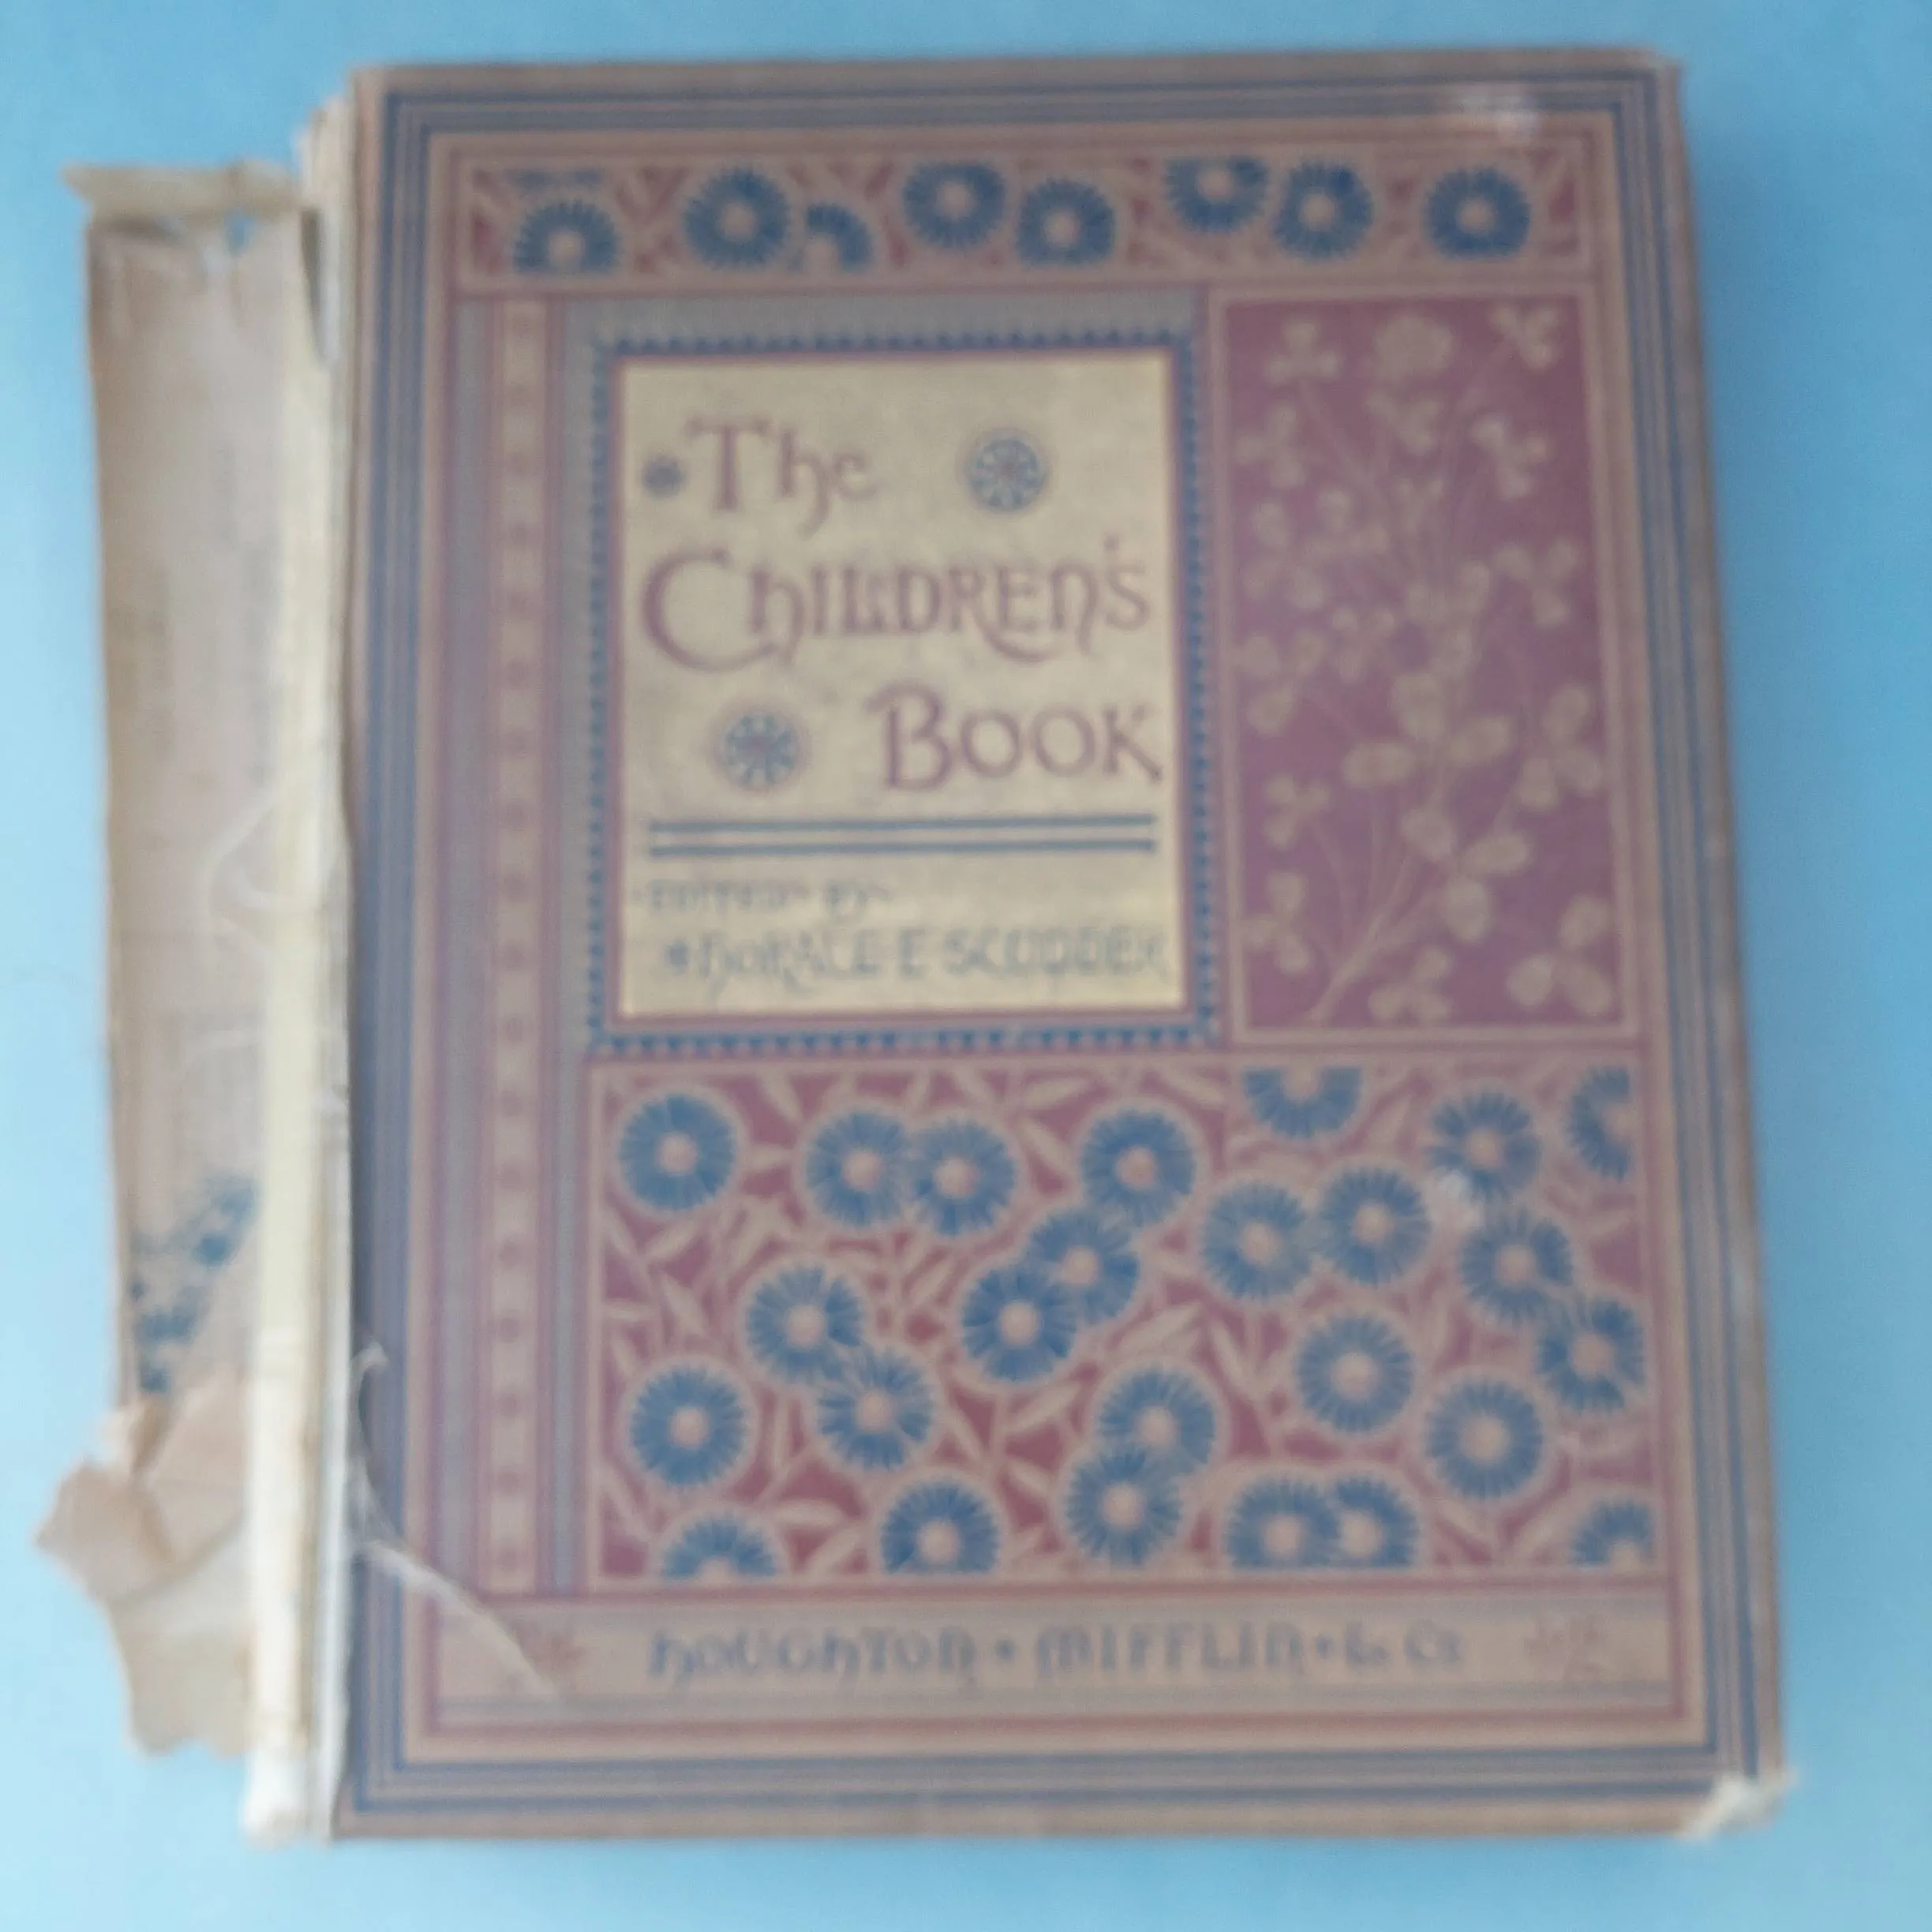 The
Children's
Book
EDITED BY
HORACE E SCUDDER
HOUGHTON • MIFFLIN • & Co